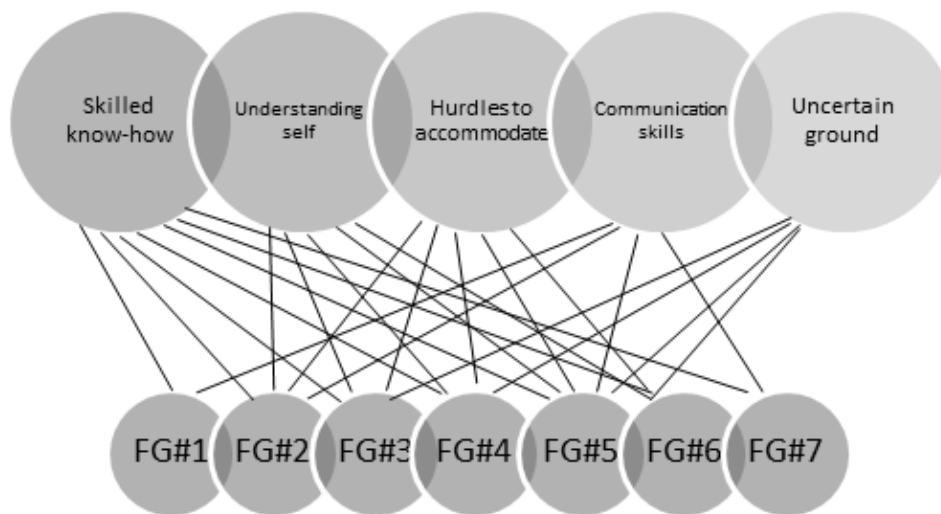 Skilled
know-how
Understanding
self
Hurdles to
accommodate
Communication
skills
Uncertain
ground
FG#1
FG#2
FG#3
FG#4
FG#5
FG#6
FG#7